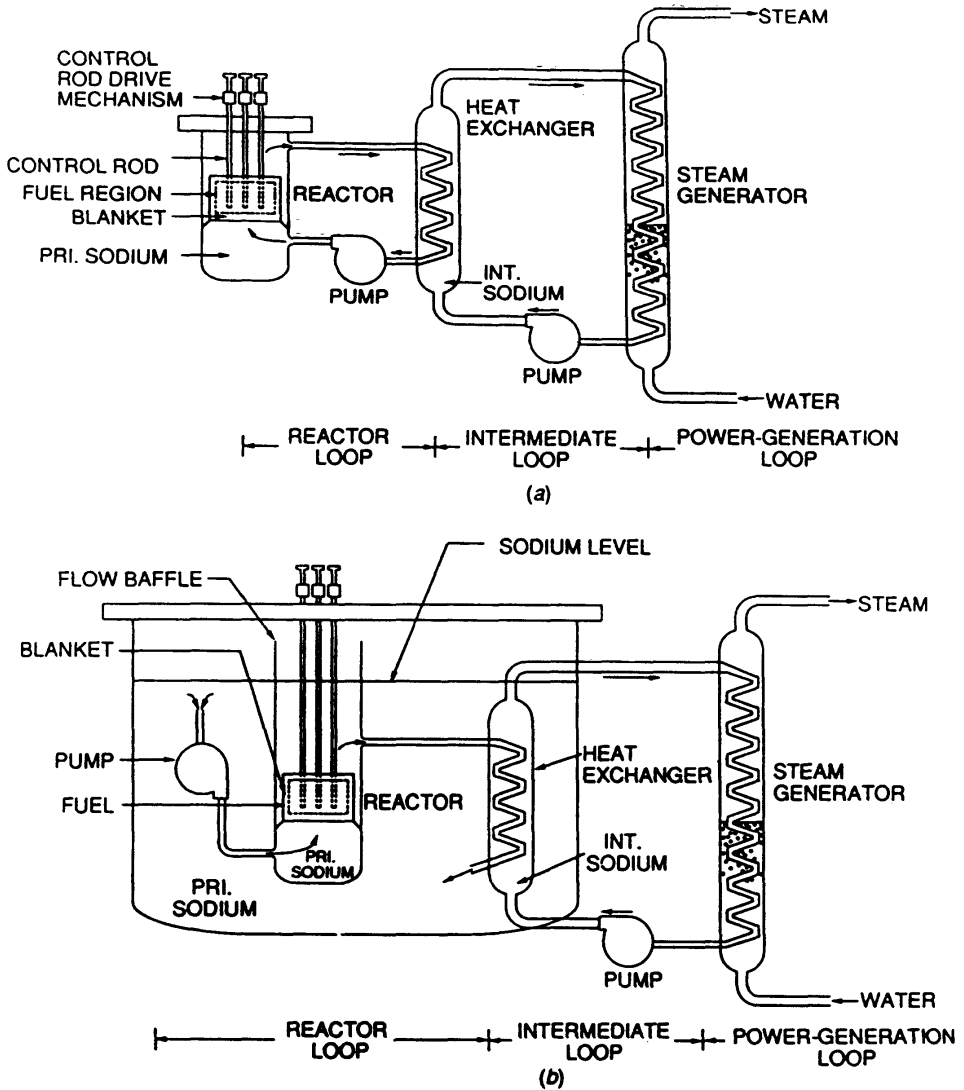 STEAM
CONTROL
ROD DRIVE
MECHANISM
HEAT
EXCHANGER
CONTROL ROD
FUEL REGION
REACTOR
STEAM
GENERATOR
BLANKET
PRI. SODIUM
INT.
SODIUM
PUMP
PUMP
WATER
REACTOR
LOOP
INTERMEDIATE
LOOP
POWER-GENERATION
LOOP
(a)
SODIUM LEVEL
FLOW BAFFLE
STEAM
BLANKET
PUMP
HEAT
EXCHANGER
STEAM
GENERATOR
FUEL
REACTOR
PRI.
SODIUM
INT.
SODIUM
PRI.
SODIUM
PUMP
WATER
REACTOR
LOOP
INTERMEDIATE
LOOP
POWER-GENERATION
LOOP
(b)